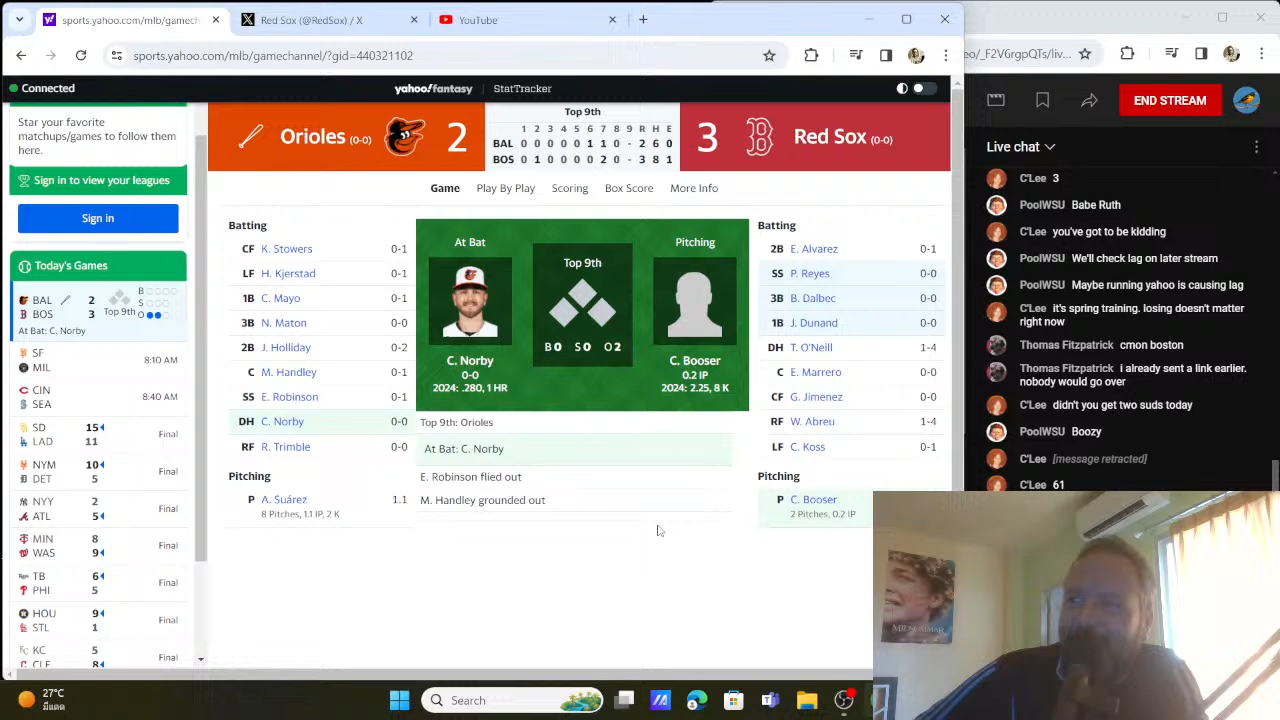 sports.yahoo.com/mlb/gamech
Red Sox (@RedSox) / X
YouTube
sports.yahoo.com/mlb/gamechannel/?gid=440321102
eo/_F2V6rgpQTs/liv...
Connected
yahoo!fantasy
StatTracker
END STREAM
Star your favorite
matchups/games to follow them
here.
Sign in to view your leagues
Sign in
Today's Games
BAL 2
BOS 3
Top 9th
B
S
O
At Bat: C. Norby
SF
MIL
8:10 AM
CIN
SEA
8:40 AM
SD 15
LAD 11
Final
NYM 10
DET 5
Final
NYY 2
ATL 5
Final
MIN 8
WAS 9
Final
TB 6
PHI 5
Final
HOU 9
STL 1
Final
KC 5
CLE 8
Final
Orioles (0-0) 2
Top 9th
1 2 3 4 5 6 7 8 9 R H E
BAL 0 0 0 0 0 1 1 0 - 2 6 0
BOS 0 1 0 0 0 0 2 0 - 3 8 1
3 Red Sox (0-0)
Game Play By Play Scoring Box Score More Info
Batting
CF K. Stowers 0-1
LF H. Kjerstad 0-1
1B C. Mayo 0-1
3B N. Maton 0-0
2B J. Holliday 0-2
C M. Handley 0-1
SS E. Robinson 0-1
DH C. Norby 0-0
RF R. Trimble 0-0
Pitching
P A. Suárez 1.1
8 Pitches, 1.1 IP, 2 K
At Bat
C. Norby
0-0
2024: .280, 1 HR
Top 9th
B0 S0 O2
Pitching
C. Booser
0.2 IP
2024: 2.25, 8 K
Top 9th: Orioles
At Bat: C. Norby
E. Robinson flied out
M. Handley grounded out
Batting
2B E. Alvarez 0-1
SS P. Reyes 0-0
3B B. Dalbec 0-0
1B J. Dunand 0-0
DH T. O'Neill 1-4
C E. Marrero 0-0
CF G. Jimenez 0-0
RF W. Abreu 1-4
LF C. Koss 0-1
Pitching
P C. Booser
2 Pitches, 0.2 IP
Live chat
C'Lee 3
PoolWSU Babe Ruth
C'Lee you've got to be kidding
PoolWSU We'll check lag on later stream
PoolWSU Maybe running yahoo is causing lag
C'Lee it's spring training. losing doesn't matter
right now
Thomas Fitzpatrick cmon boston
Thomas Fitzpatrick i already sent a link earlier.
nobody would go over
C'Lee didn't you get two suds today
PoolWSU Boozy
C'Lee [message retracted]
C'Lee 61
MIDSOMMAR
27°C
มีแดด
Search